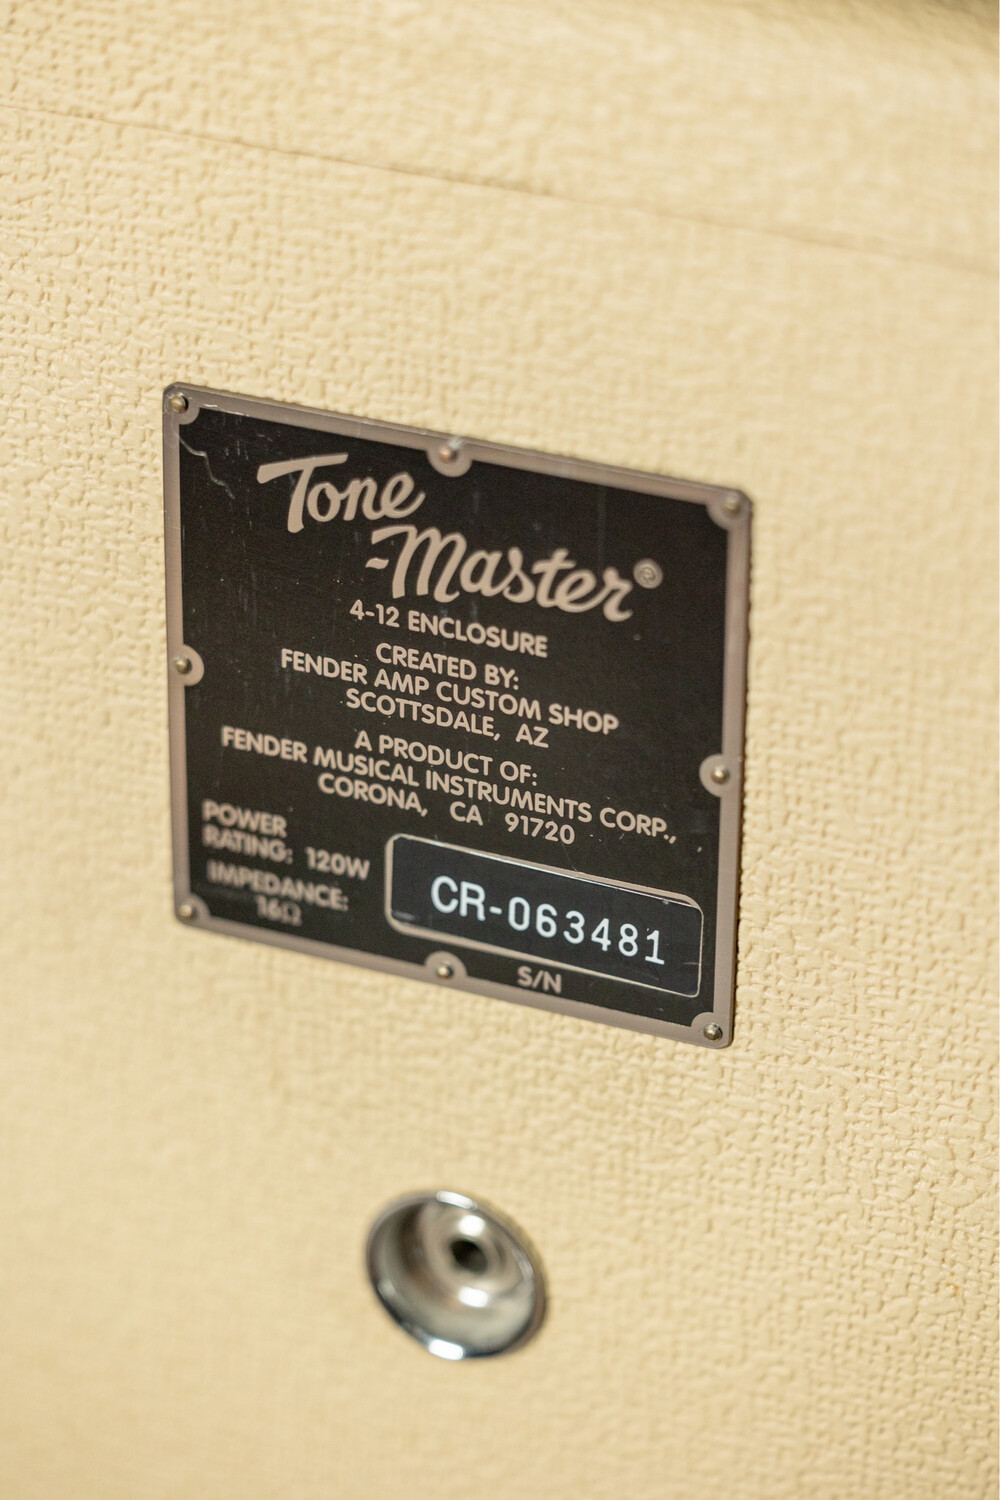 Tone
-Master®
4-12 ENCLOSURE
CREATED BY:
FENDER AMP CUSTOM SHOP
SCOTTSDALE, AZ
A PRODUCT OF:
FENDER MUSICAL INSTRUMENTS CORP.,
CORONA, CA 91720
POWER
RATING: 120W
IMPEDANCE:
16Ω
CR-063481
S/N